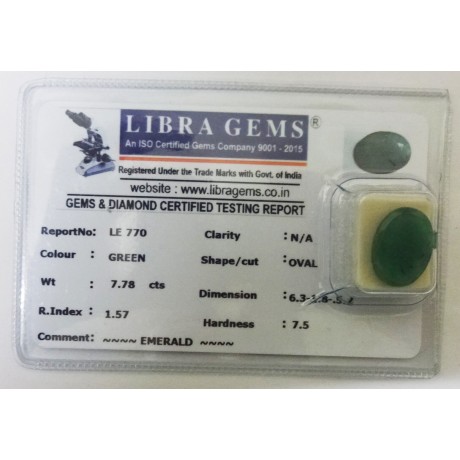 LIBRA GEMS ®
An ISO Certified Gems Company 9001 - 2015
Registered Under the Trade Marks with Govt. of India
website : www.libragems.co.in
GEMS & DIAMOND CERTIFIED TESTING REPORT
ReportNo: LE 770 Clarity : N/A
Colour : GREEN Shape/cut : OVAL
Wt : 7.78 cts Dimension :
R.Index : 1.57 Hardness : 7.5
Comment: ~~~~ EMERALD ~~~~